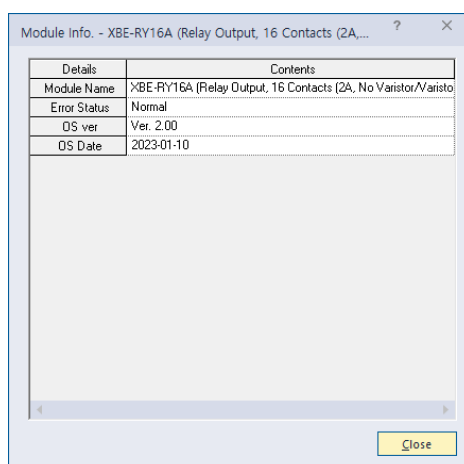 Module Info. - XBE-RY16A (Relay Output, 16 Contacts (2A,... ? ×
Details Contents
Module Name XBE-RY16A (Relay Output, 16 Contacts (2A, No Varistor/Varisto
Error Status Normal
OS ver Ver. 2.00
OS Date 2023-01-10
Close